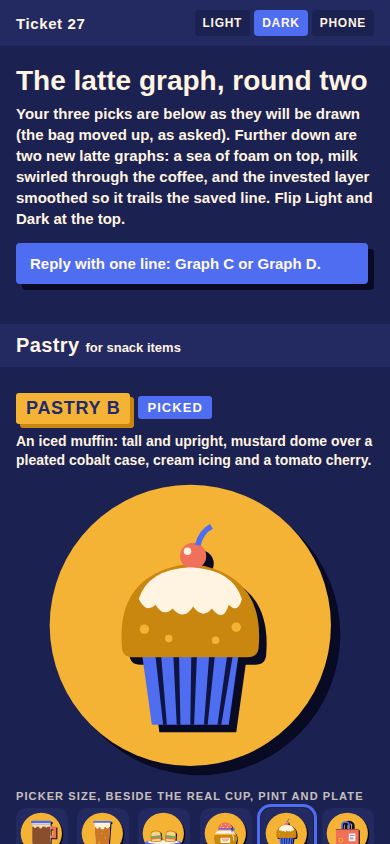 Ticket 27
LIGHT DARK PHONE
The latte graph, round two
Your three picks are below as they will be drawn
(the bag moved up, as asked). Further down are
two new latte graphs: a sea of foam on top, milk
swirled through the coffee, and the invested layer
smoothed so it trails the saved line. Flip Light and
Dark at the top.
Reply with one line: Graph C or Graph D.
Pastry for snack items
PASTRY B PICKED
An iced muffin: tall and upright, mustard dome over a
pleated cobalt case, cream icing and a tomato cherry.
PICKER SIZE, BESIDE THE REAL CUP, PINT AND PLATE